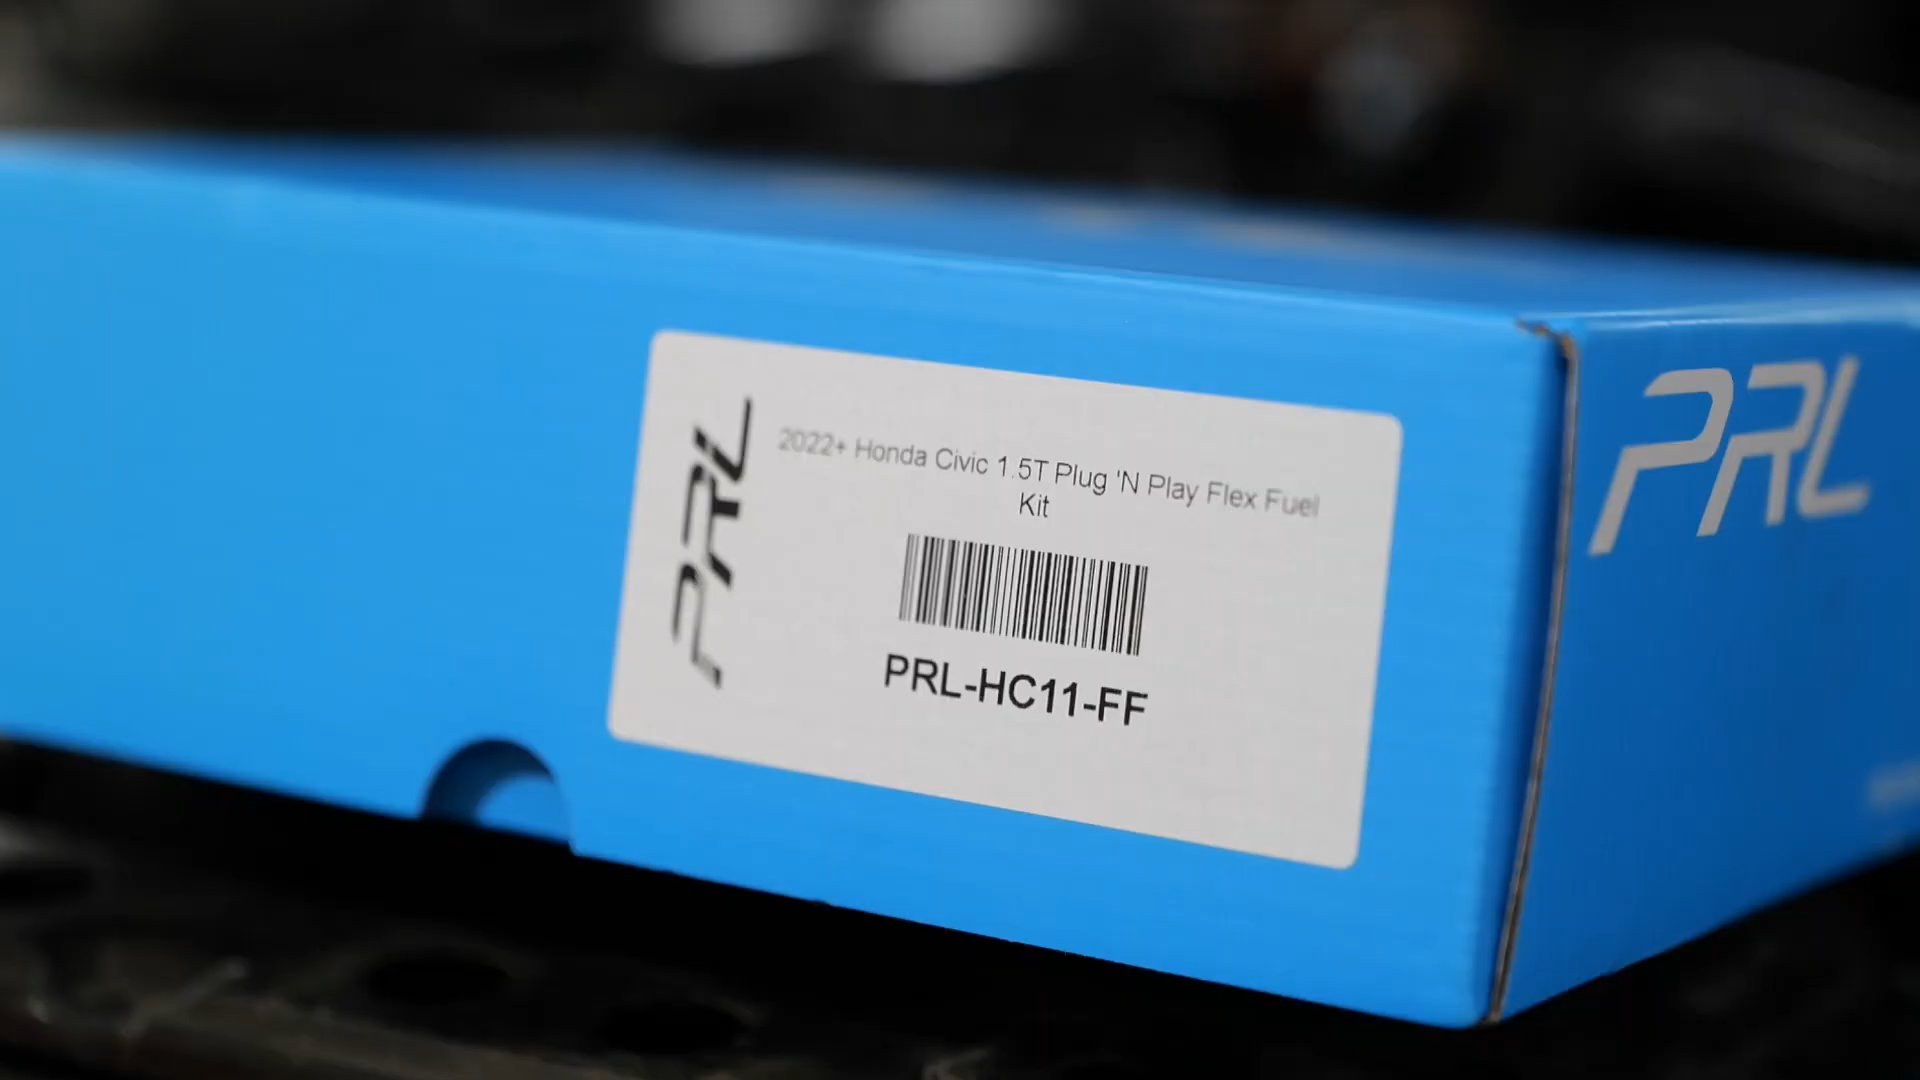 PRL
2022+ Honda Civic 1.5T Plug 'N Play Flex Fuel
Kit
PRL-HC11-FF
PRL